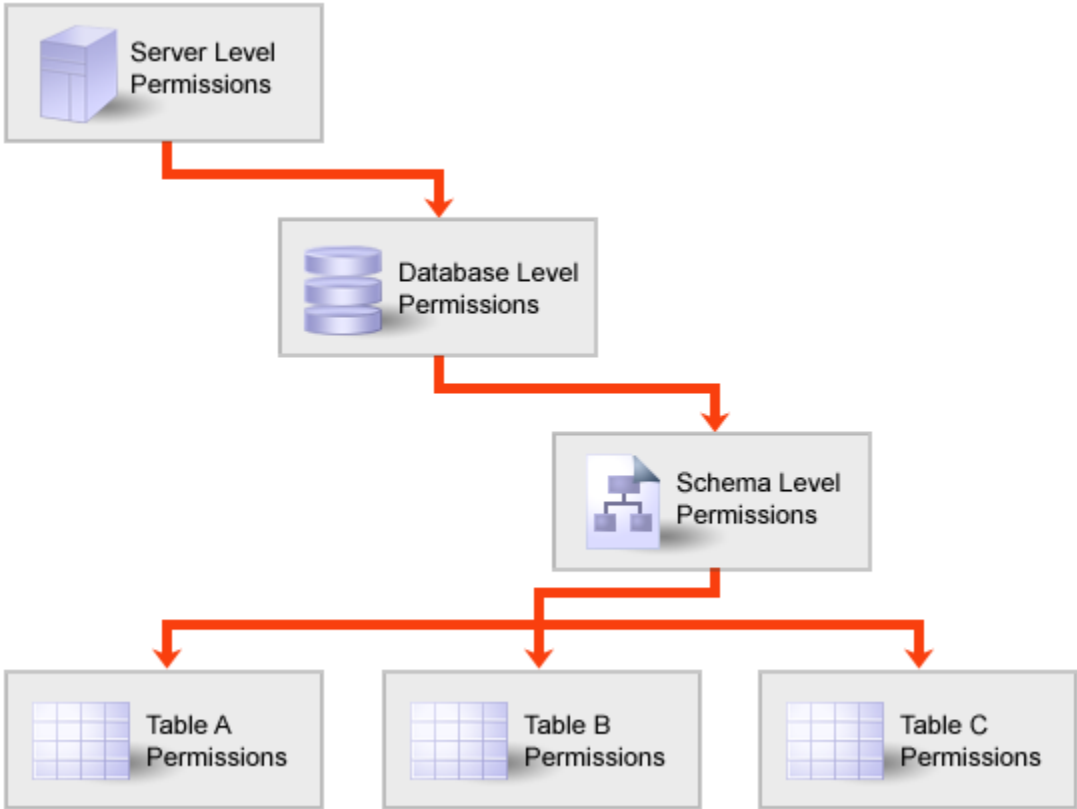 Server Level
Permissions
Database Level
Permissions
Schema Level
Permissions
Table A
Permissions
Table B
Permissions
Table C
Permissions